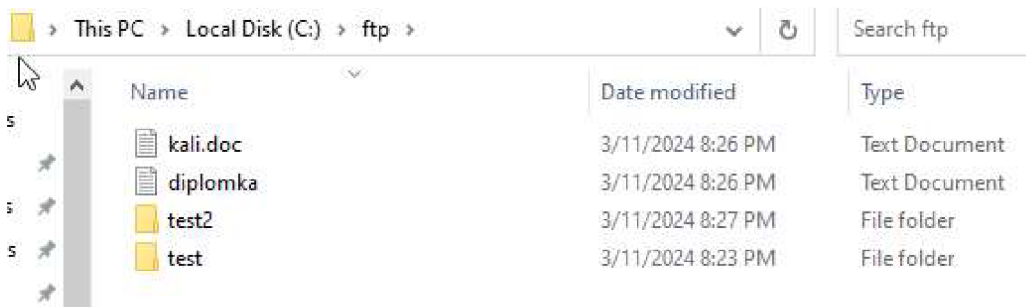 This PC > Local Disk (C:) > ftp >
Search ftp
Name Date modified Type
kali.doc 3/11/2024 8:26 PM Text Document
diplomka 3/11/2024 8:26 PM Text Document
test2 3/11/2024 8:27 PM File folder
test 3/11/2024 8:23 PM File folder
s
s
s